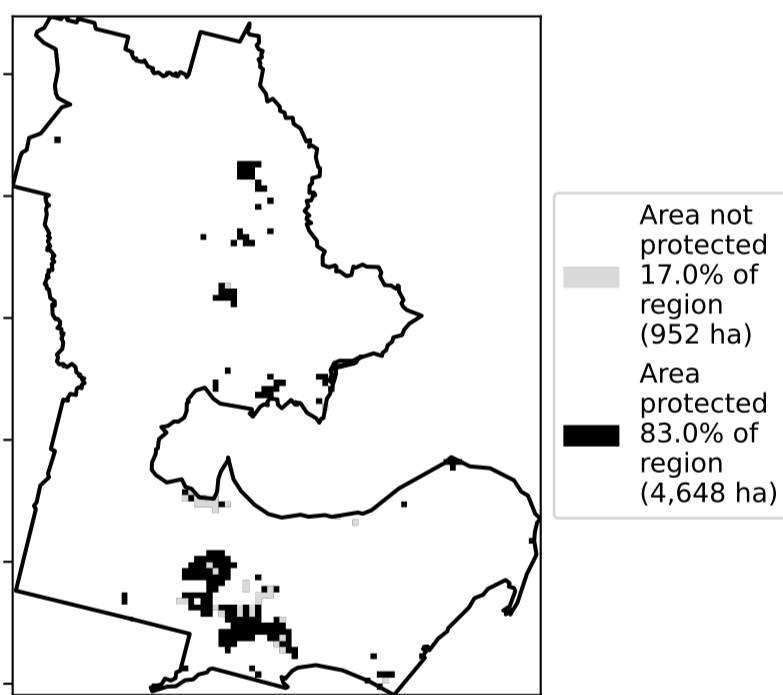 Area not
protected
17.0% of
region
(952 ha)
Area
protected
83.0% of
region
(4,648 ha)